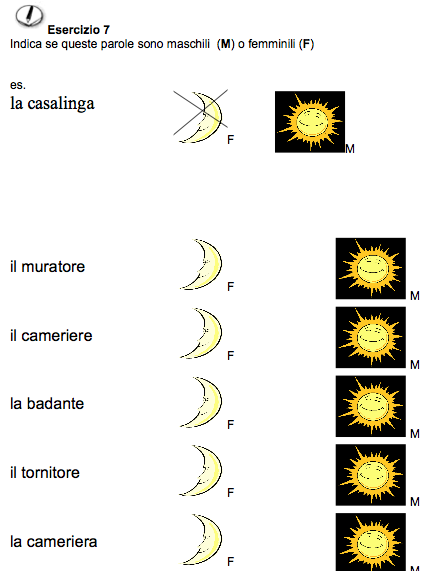 Esercizio 7
Indica se queste parole sono maschili (M) o femminili (F)
es.
la casalinga
F
M
il muratore
F
M
il cameriere
F
M
la badante
F
M
il tornitore
F
M
la cameriera
F
M